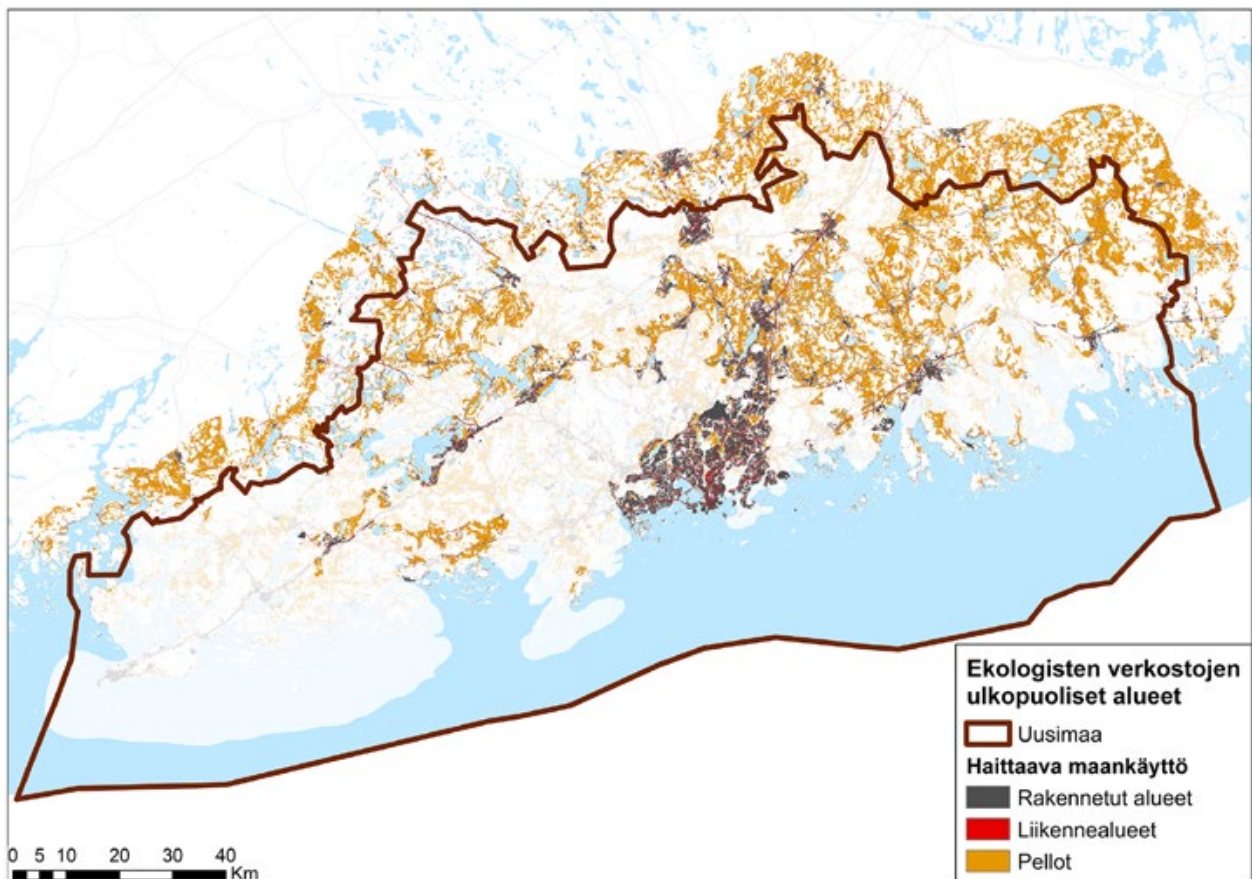 Ekologisten verkostojen
ulkopuoliset alueet
Uusimaa
Haittaava maankäyttö
Rakennetut alueet
Liikennealueet
Pellot
0 5 10 20 30 40
Km